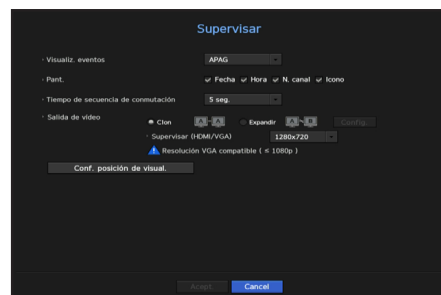 Supervisar
Visualiz. eventos APAG
Pant. Fecha Hora N. canal Icono
Tiempo de secuencia de conmutación 5 seg.
Salida de vídeo
Clon A A Expandir A B Config.
Supervisar (HDMI/VGA) 1280x720
Resolución VGA compatible ( ≤ 1080p )
Conf. posición de visual.
Acept. Cancel